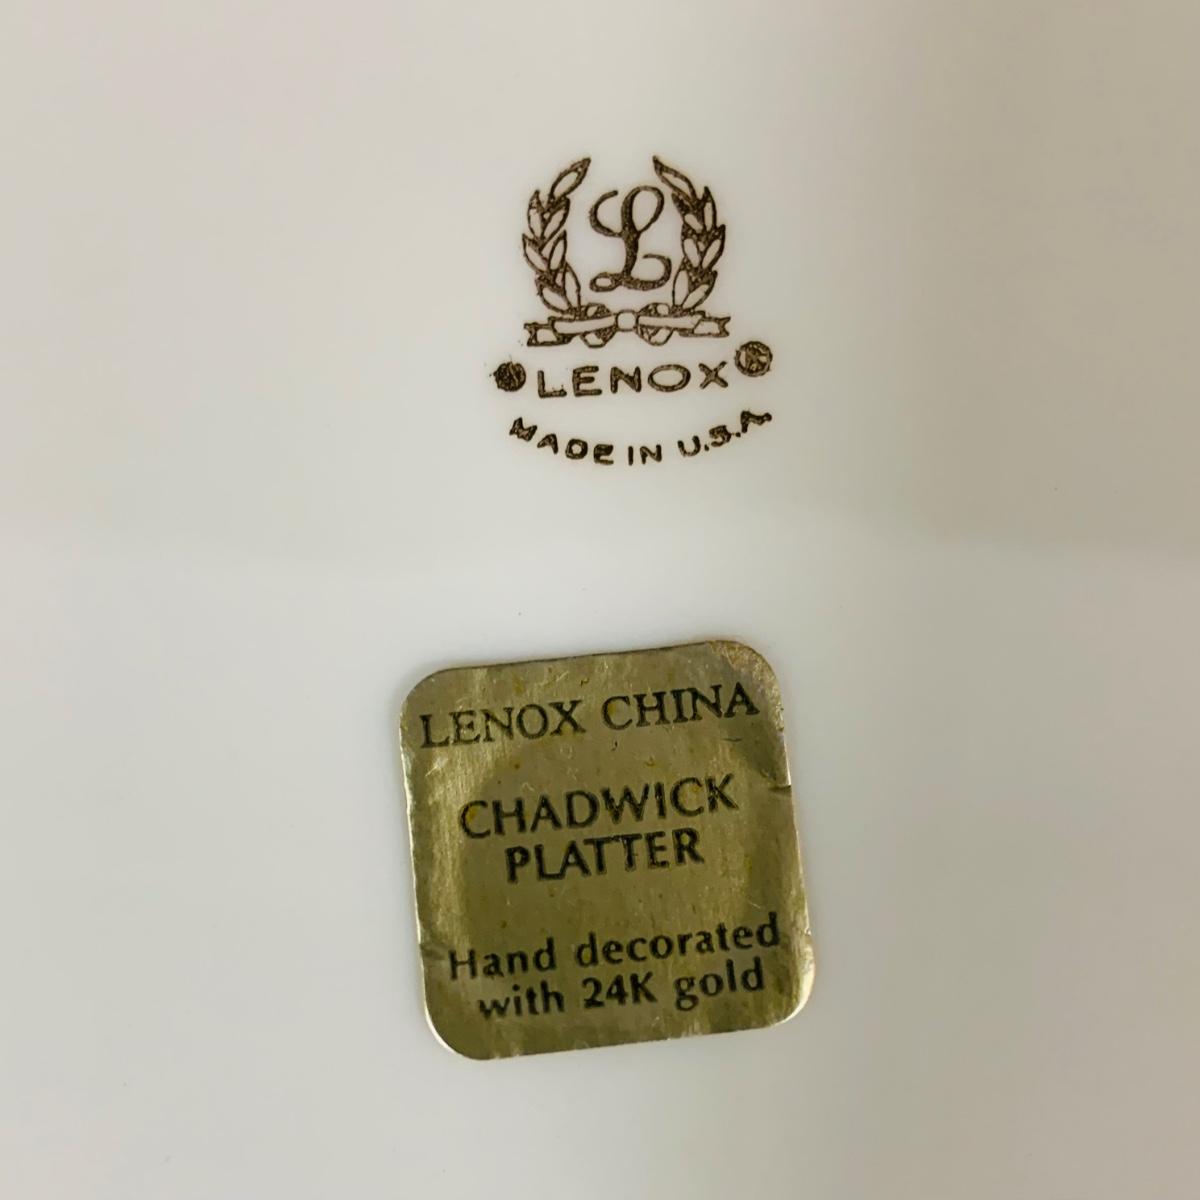 L
LENOX ®
MADE IN U.S.A.
LENOX CHINA
CHADWICK
PLATTER
Hand decorated
with 24K gold